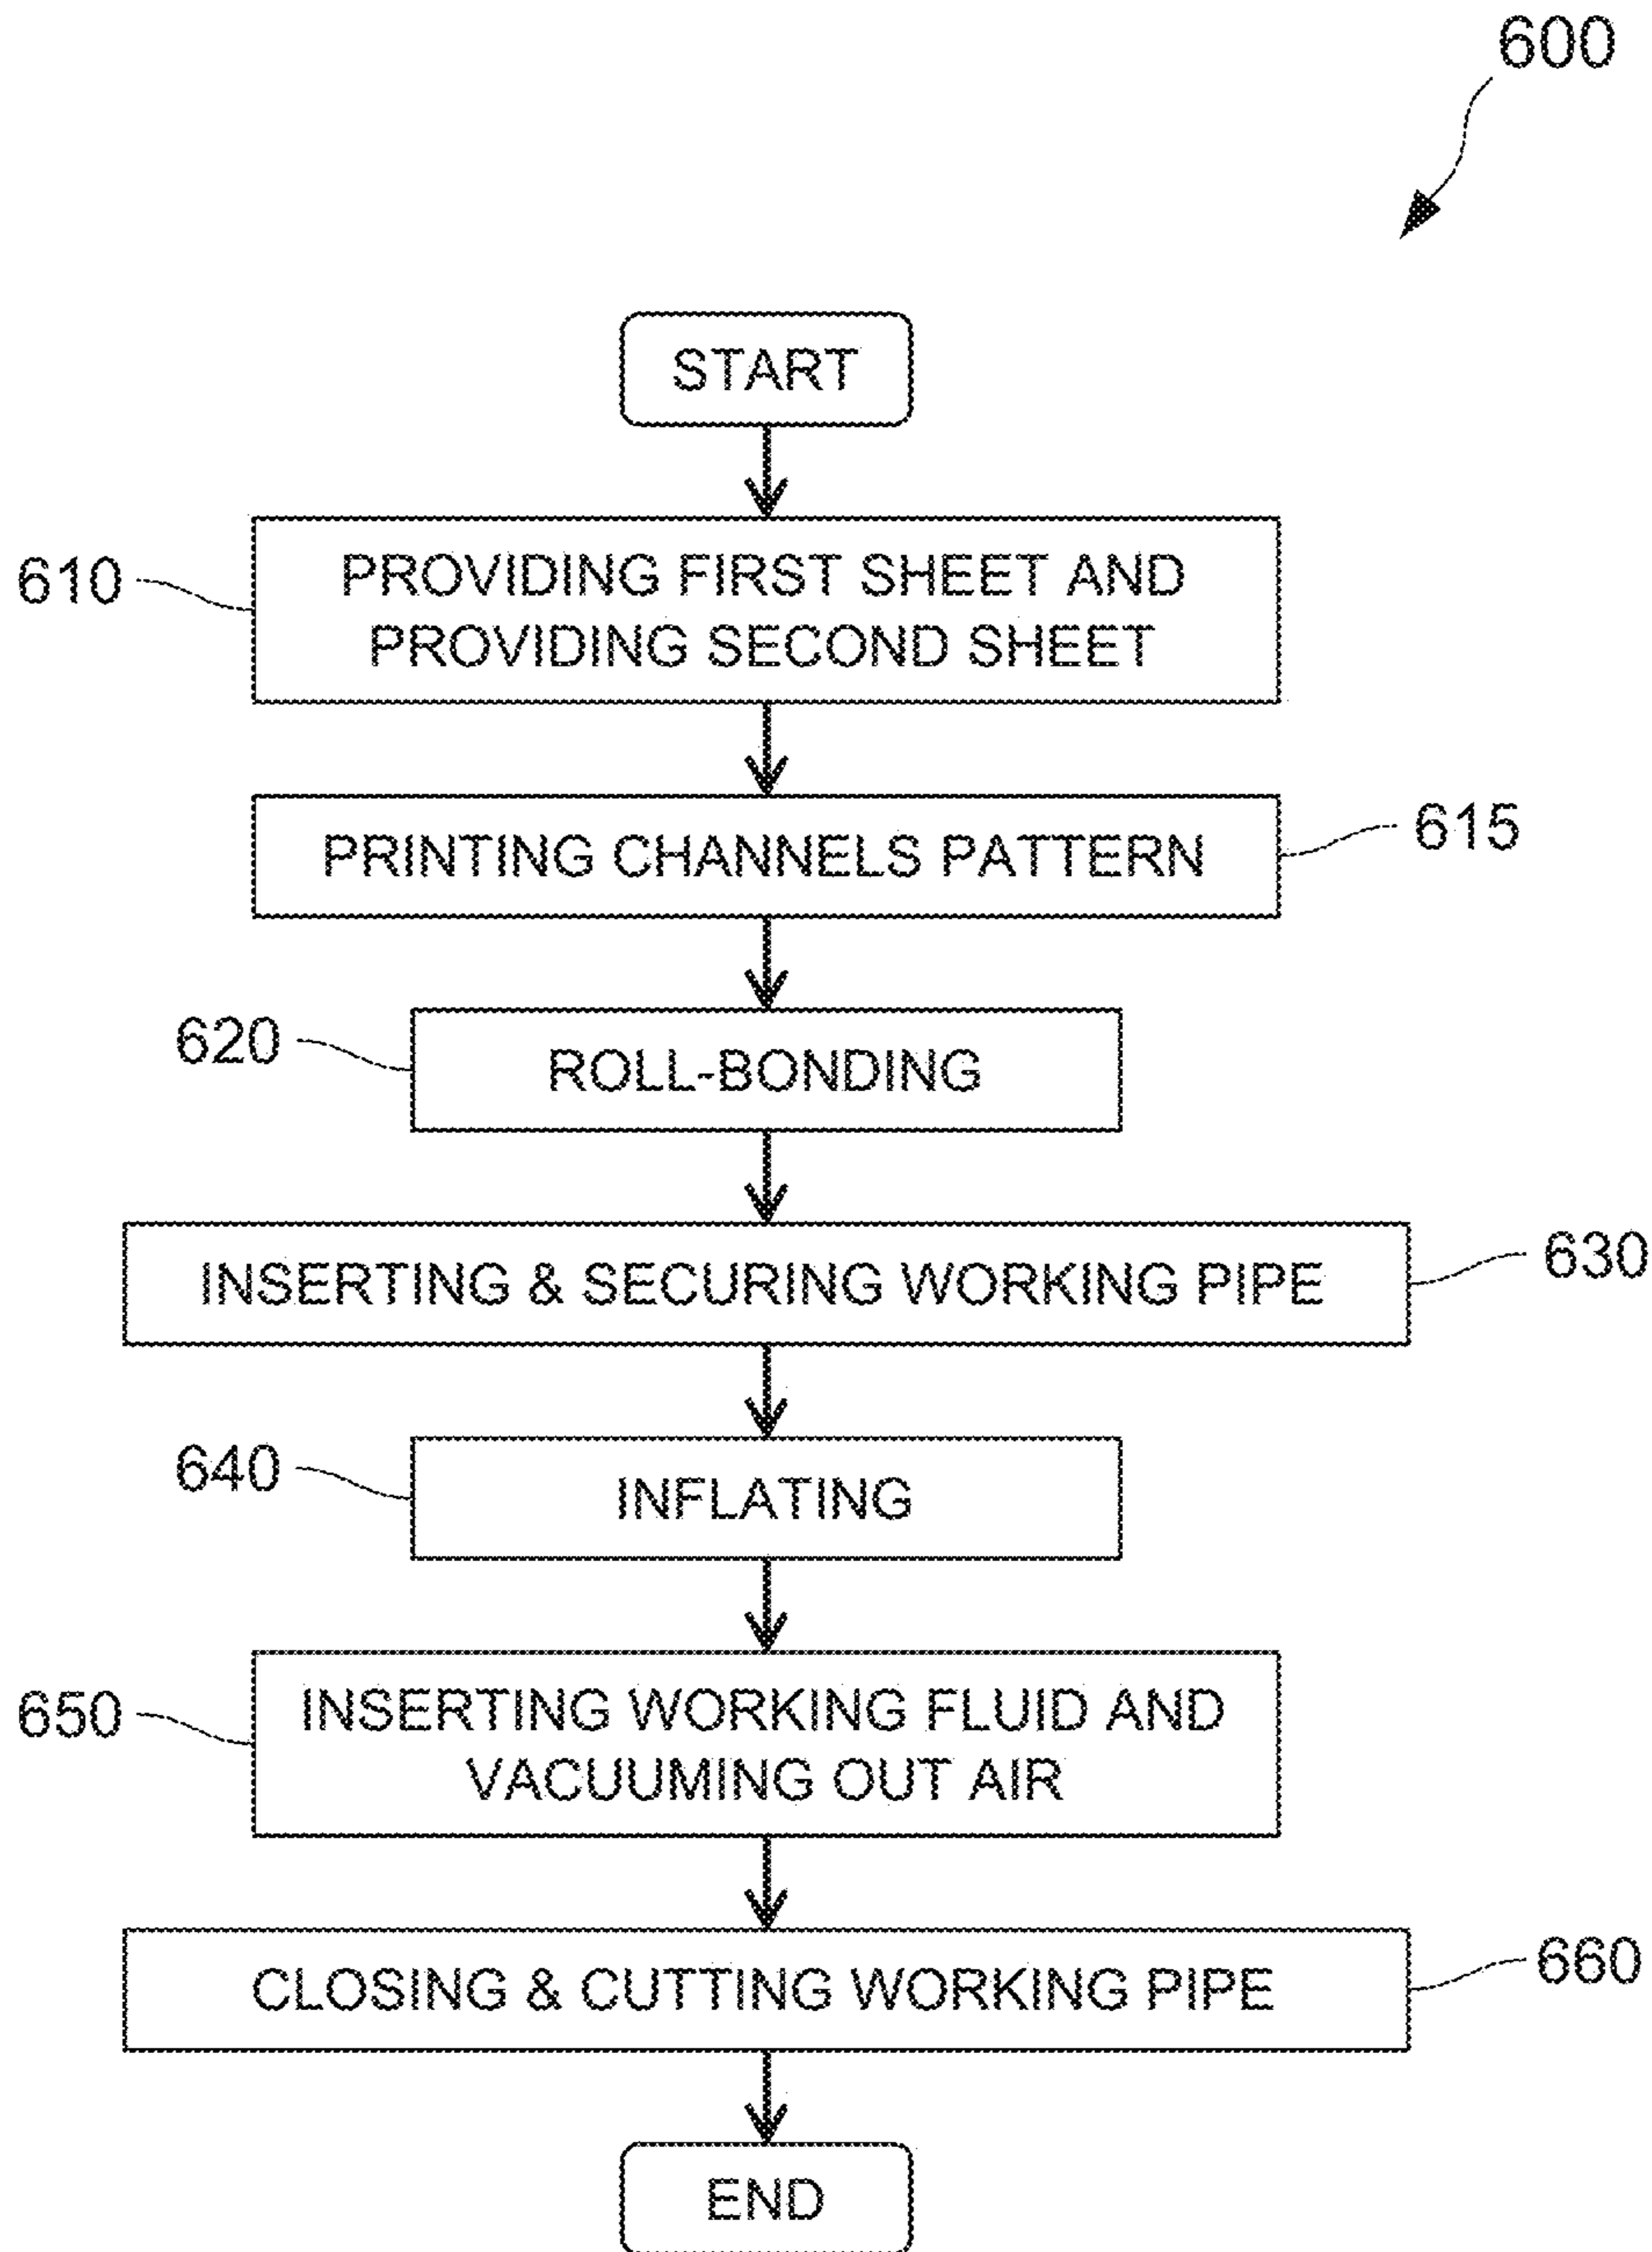 600
START
610
PROVIDING FIRST SHEET AND
PROVIDING SECOND SHEET
PRINTING CHANNELS PATTERN
615
620
ROLL-BONDING
INSERTING & SECURING WORKING PIPE
630
640
INFLATING
650
INSERTING WORKING FLUID AND
VACUUMING OUT AIR
CLOSING & CUTTING WORKING PIPE
660
END